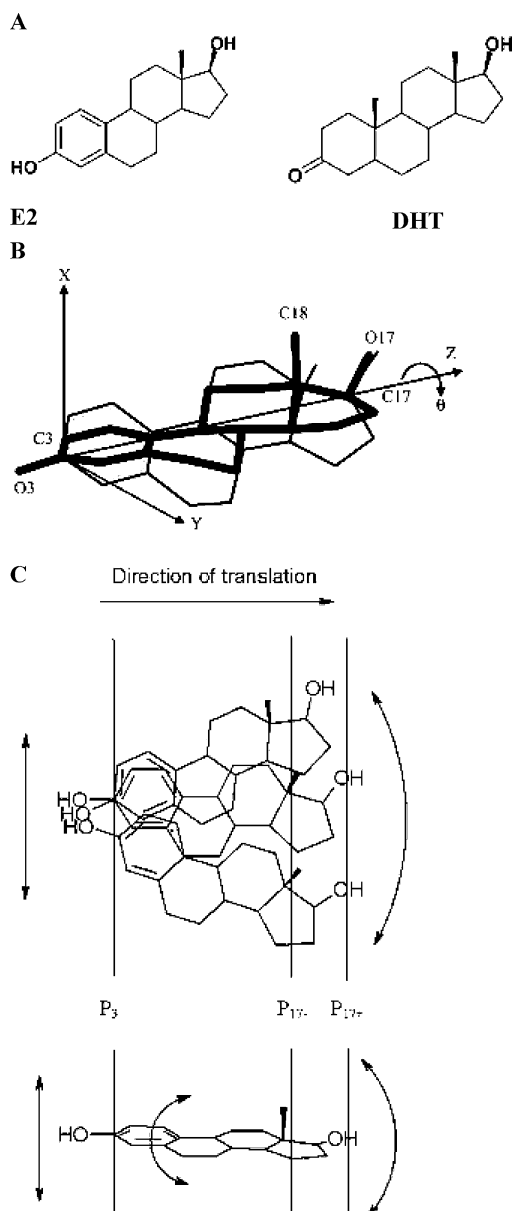 A
OH
HO
E2
OH
O
DHT
B
X
C18
O17
Z
C17
θ
C3
O3
Y
C
Direction of translation
OH
HO
H
HO
OH
OH
P3
P17-
P17+
HO
OH